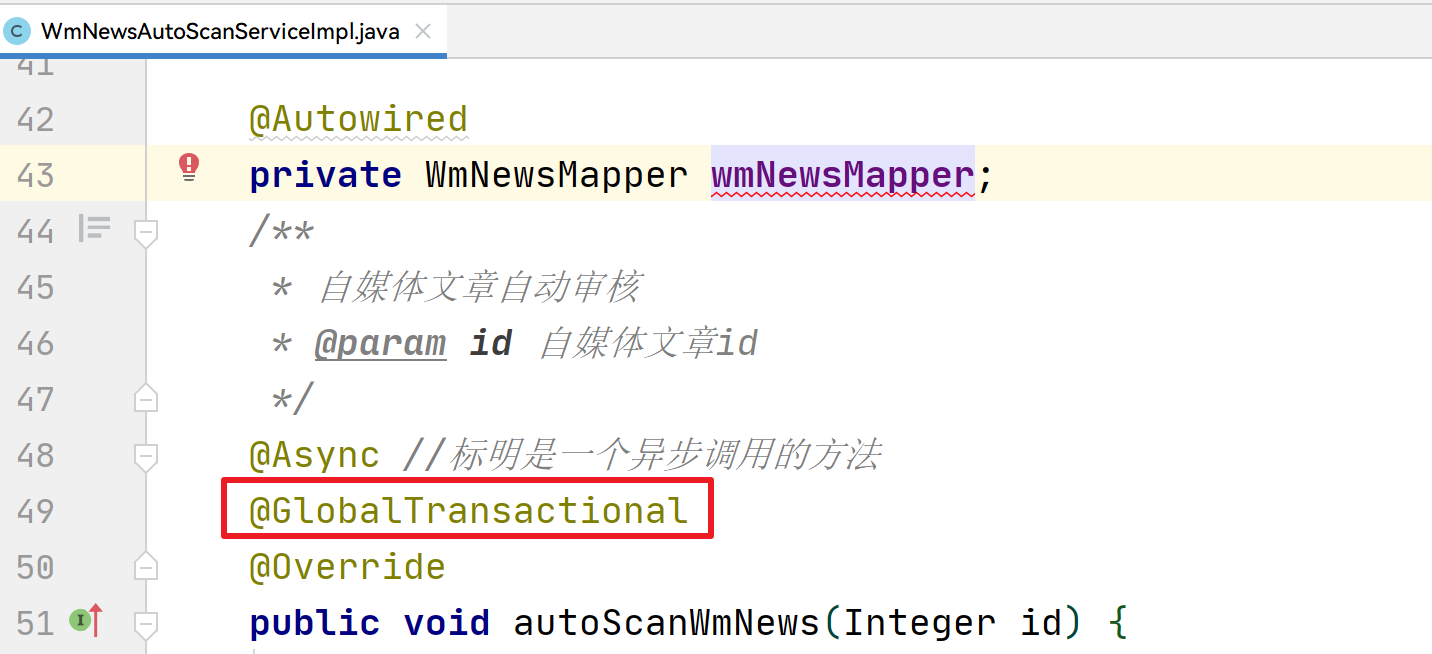 C WmNewsAutoScanServiceImpl.java
41
42 @Autowired
43 private WmNewsMapper wmNewsMapper;
44 /**
45 * 自媒体文章自动审核
46 * @param id 自媒体文章id
47 */
48 @Async //标明是一个异步调用的方法
49 @GlobalTransactional
50 @Override
51 I public void autoScanWmNews(Integer id) {